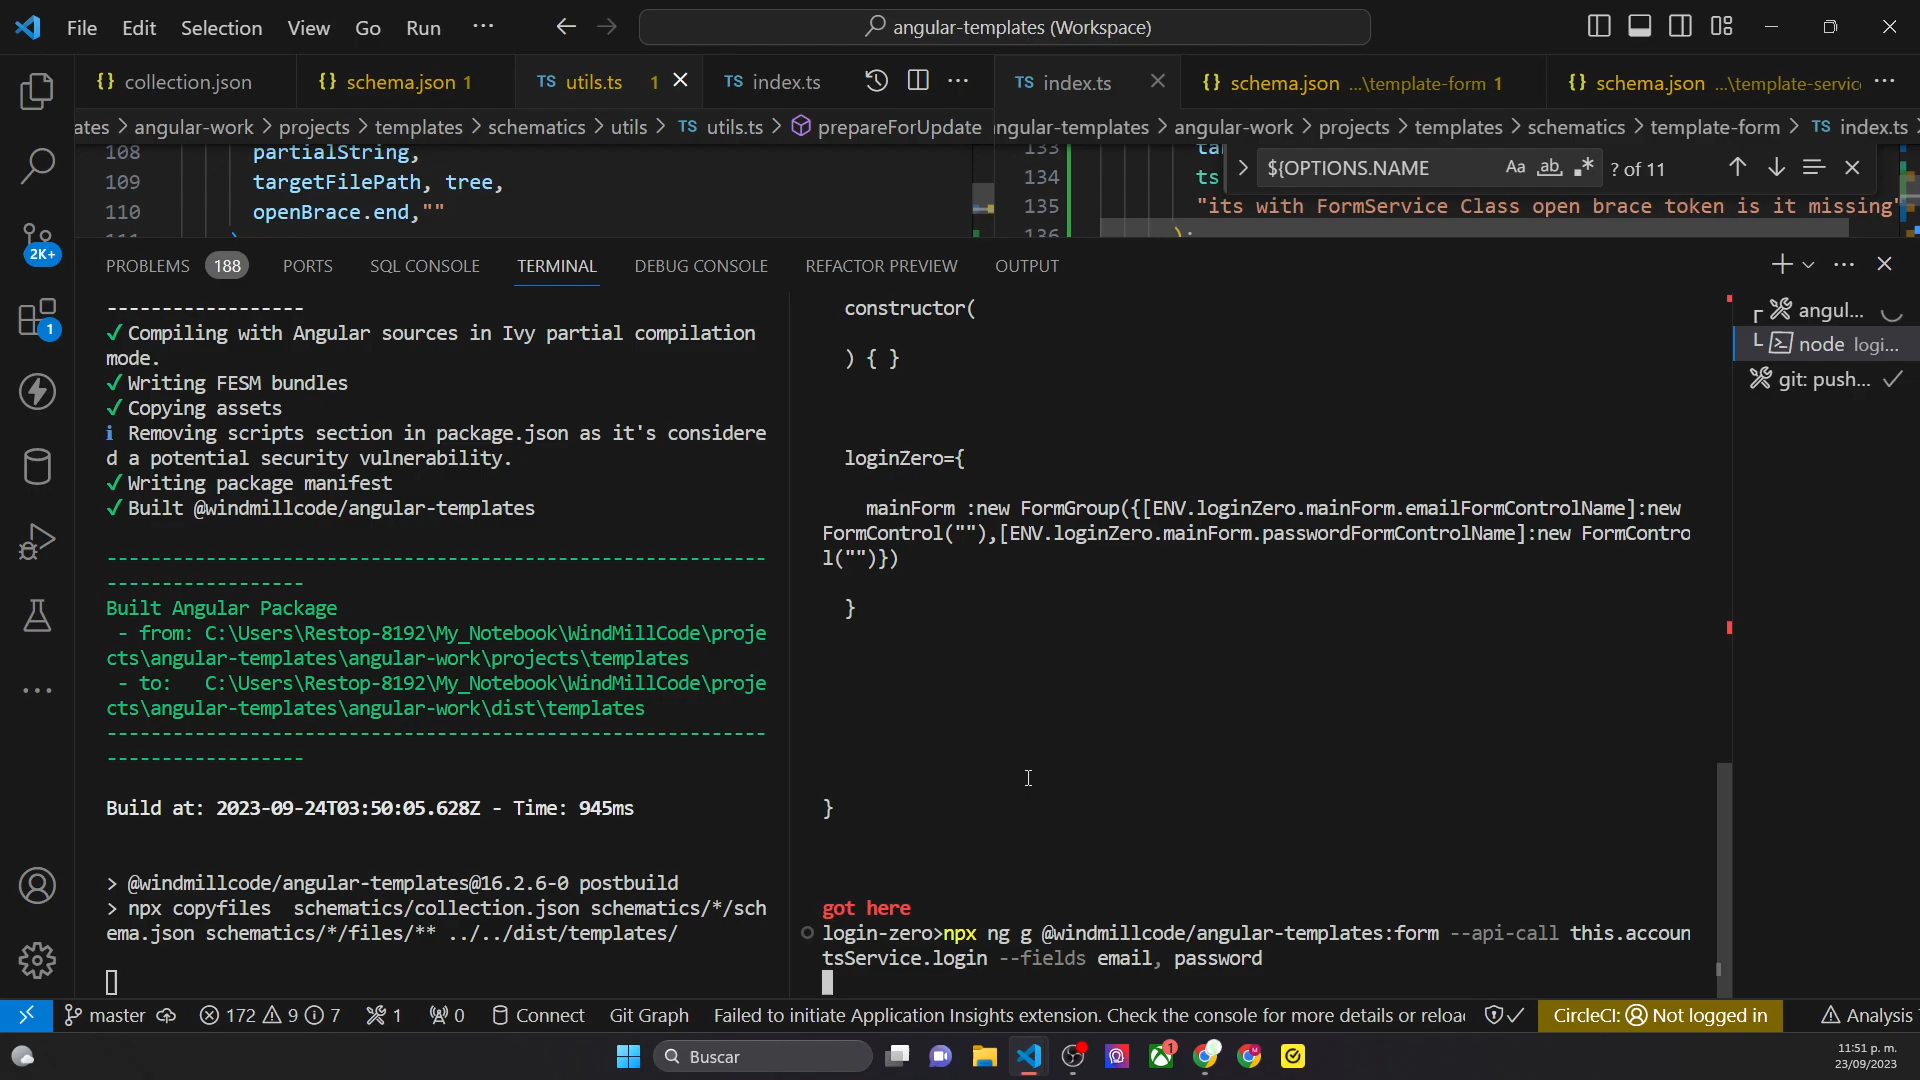 File Edit Selection View Go Run ··· angular-templates (Workspace)
{} collection.json {} schema.json 1 TS utils.ts 1 TS index.ts ··· TS index.ts {} schema.json ...\template-form 1 {} schema.json ...\template-servic ···
ates > angular-work > projects > templates > schematics > utils > TS utils.ts > prepareForUpdate
ngular-templates > angular-work > projects > templates > schematics > template-form > TS index.ts >
108 partialString,
109 targetFilePath, tree,
110 openBrace.end,""
133 ta
134 ts
135 "its with FormService Class open brace token is it missing"
136 );
${OPTIONS.NAME Aa ab .* ? of 11
PROBLEMS 188 PORTS SQL CONSOLE TERMINAL DEBUG CONSOLE REFACTOR PREVIEW OUTPUT
------------------
✓ Compiling with Angular sources in Ivy partial compilation
mode.
✓ Writing FESM bundles
✓ Copying assets
ℹ Removing scripts section in package.json as it's considere
d a potential security vulnerability.
✓ Writing package manifest
✓ Built @windmillcode/angular-templates
-------------------------------------------------------------
------------------
Built Angular Package
- from: C:\Users\Restop-8192\My_Notebook\WindMillCode\proje
cts\angular-templates\angular-work\projects\templates
- to: C:\Users\Restop-8192\My_Notebook\WindMillCode\proje
cts\angular-templates\angular-work\dist\templates
-------------------------------------------------------------
------------------
Build at: 2023-09-24T03:50:05.628Z - Time: 945ms
> @windmillcode/angular-templates@16.2.6-0 postbuild
> npx copyfiles schematics/collection.json schematics/*/sch
ema.json schematics/*/files/** ../../dist/templates/
constructor(
) { }
loginZero={
mainForm :new FormGroup({[ENV.loginZero.mainForm.emailFormControlName]:new
FormControl(""),[ENV.loginZero.mainForm.passwordFormControlName]:new FormContro
l("")})
}
}
got here
login-zero>npx ng g @windmillcode/angular-templates:form --api-call this.accoun
tsService.login --fields email, password
angul...
node logi...
git: push...
2K+
1
master 172 9 7 1 0 Connect Git Graph Failed to initiate Application Insights extension. Check the console for more details or reloa CircleCI: Not logged in Analysis
Buscar
1
11:51 p. m.
23/09/2023